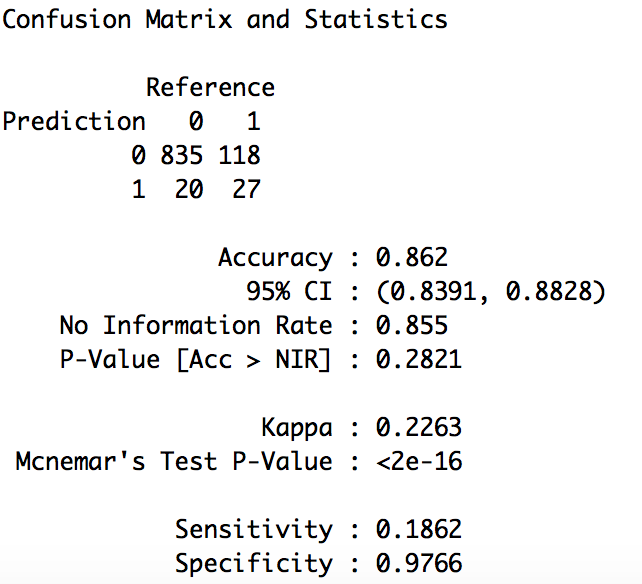 Confusion Matrix and Statistics
Reference
Prediction 0 1
0 835 118
1 20 27
Accuracy : 0.862
95% CI : (0.8391, 0.8828)
No Information Rate : 0.855
P-Value [Acc > NIR] : 0.2821
Kappa : 0.2263
Mcnemar's Test P-Value : <2e-16
Sensitivity : 0.1862
Specificity : 0.9766